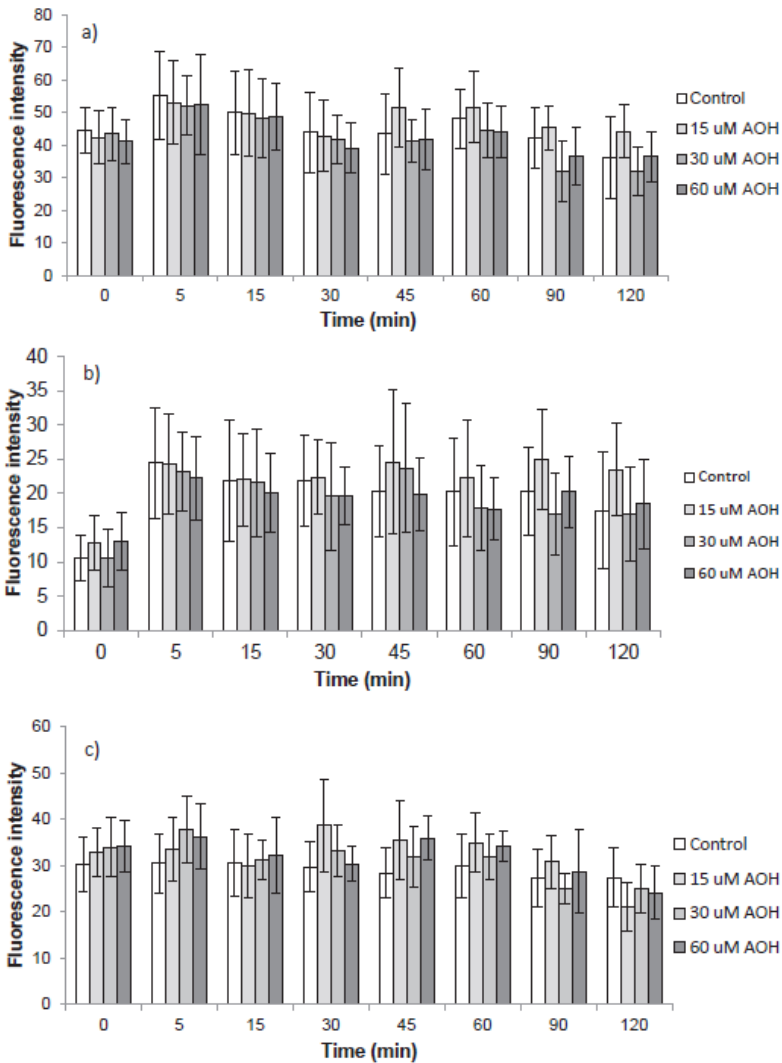 a)
80
70
60
50
40
30
20
10
0
Fluorescence intensity
0 5 15 30 45 60 90 120
Time (min)
Control
15 uM AOH
30 uM AOH
60 uM AOH
b)
40
35
30
25
20
15
10
5
0
Fluorescence intensity
0 5 15 30 45 60 90 120
Time (min)
Control
15 uM AOH
30 uM AOH
60 uM AOH
c)
60
50
40
30
20
10
0
Fluorescence intensity
0 5 15 30 45 60 90 120
Time (min)
Control
15 uM AOH
30 uM AOH
60 uM AOH